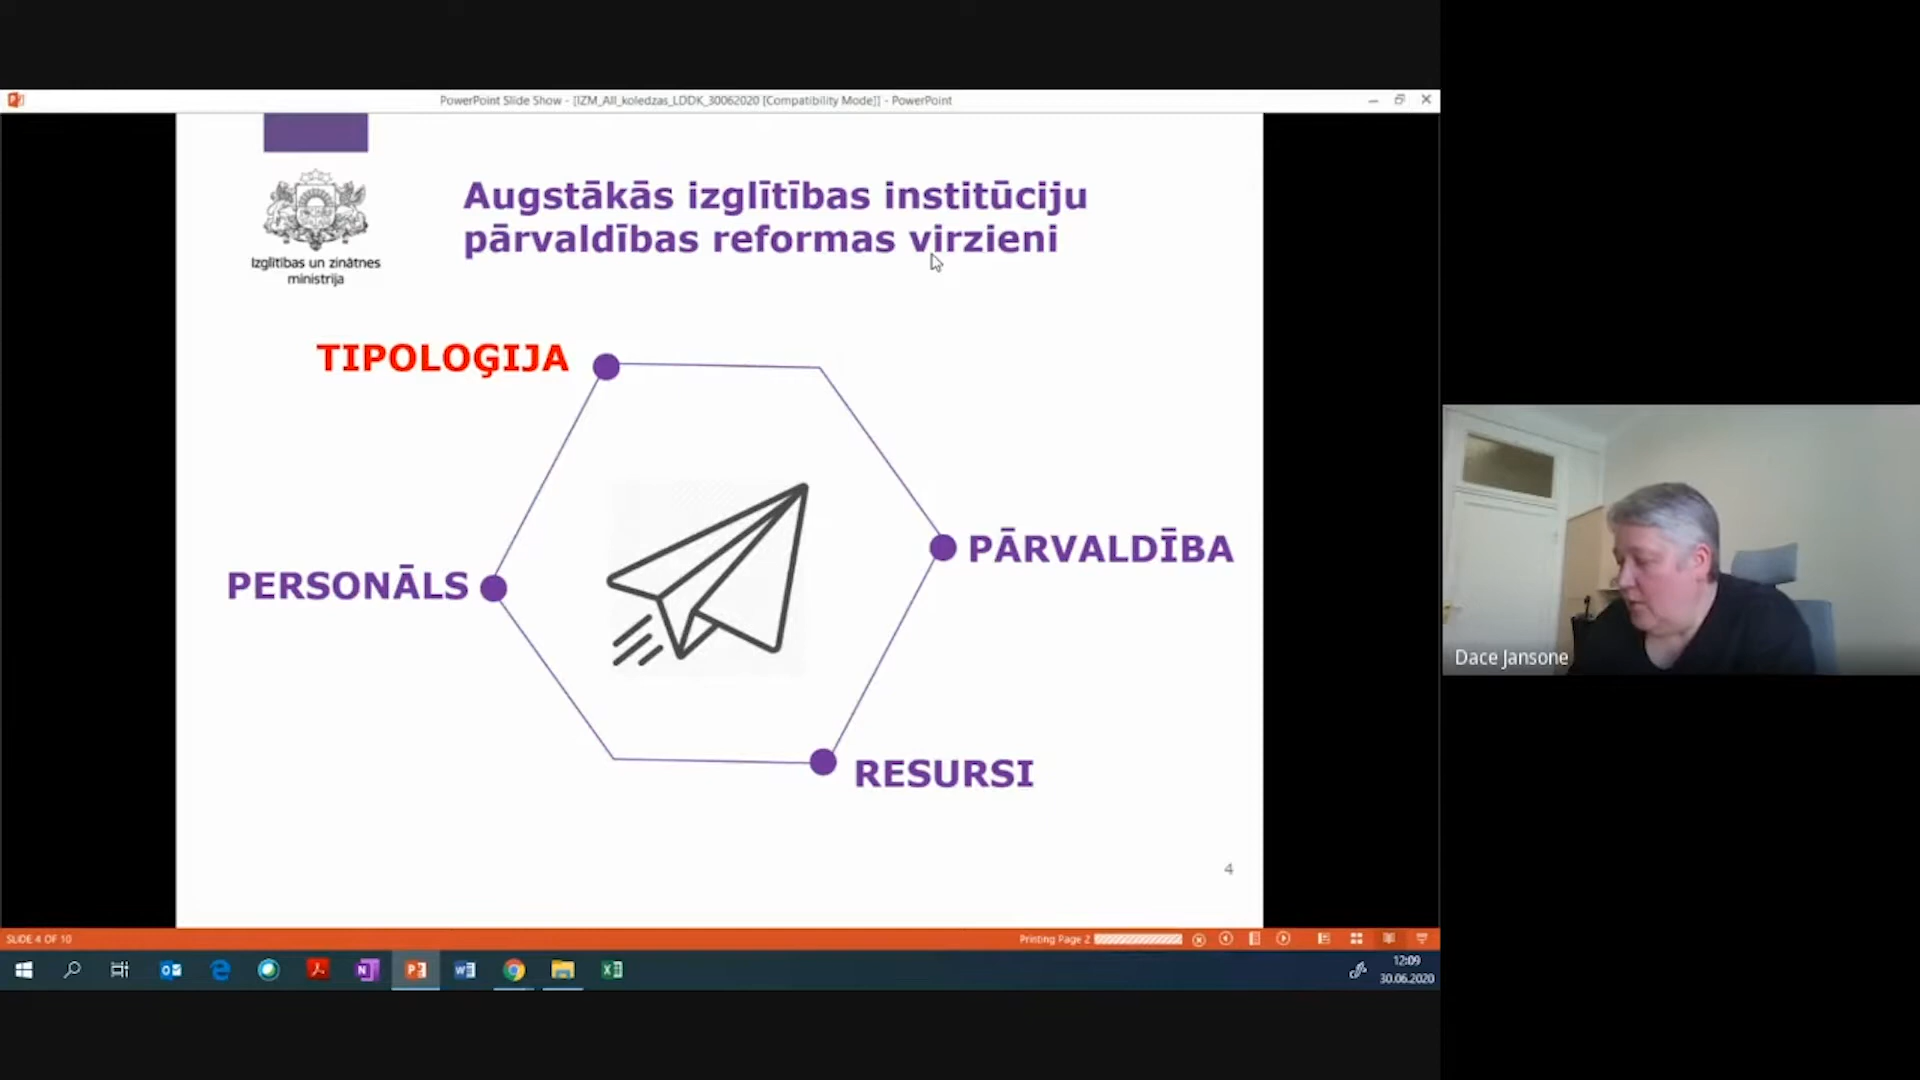 PowerPoint Slide Show - [IZM_AII_koledzas_LDDK_30062020 [Compatibility Mode]] - PowerPoint
Izglītības un zinātnes
ministrija
Augstākās izglītības institūciju
pārvaldības reformas virzieni
TIPOLOĢIJA
PĀRVALDĪBA
PERSONĀLS
RESURSI
4
Dace Jansone
SLIDE 4 OF 10
Printing Page 2
12:09
30.06.2020